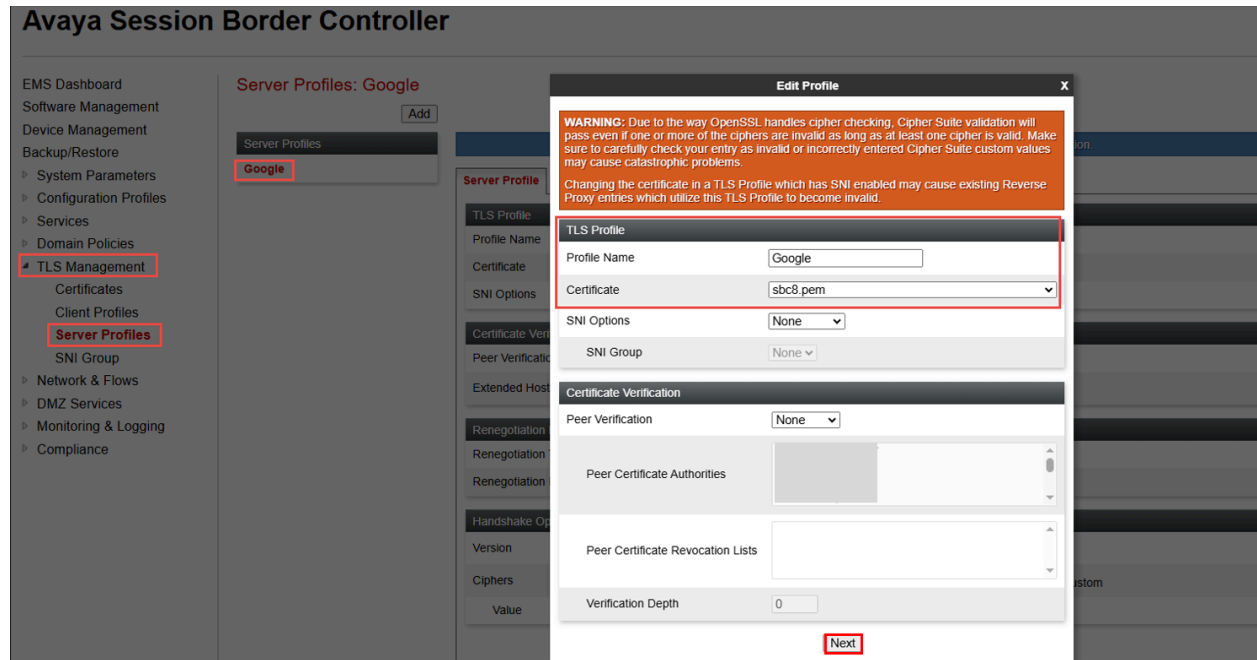 Avaya Session Border Controller
EMS Dashboard
Software Management
Device Management
Backup/Restore
System Parameters
Configuration Profiles
Services
Domain Policies
TLS Management
Certificates
Client Profiles
Server Profiles
SNI Group
Network & Flows
DMZ Services
Monitoring & Logging
Compliance
Server Profiles: Google
Add
Server Profiles
Google
Server Profile
TLS Profile
Profile Name
Certificate
SNI Options
Peer Verificatio
Extended Host
Renegotiation
Renegotiation
Renegotiation
Handshake Op
Version
Ciphers
Value
Edit Profile
X
WARNING: Due to the way OpenSSL handles cipher checking, Cipher Suite validation will
pass even if one or more of the ciphers are invalid as long as at least one cipher is valid. Make
sure to carefully check your entry as invalid or incorrectly entered Cipher Suite custom values
may cause catastrophic problems.
Changing the certificate in a TLS Profile which has SNI enabled may cause existing Reverse
Proxy entries which utilize this TLS Profile to become invalid.
TLS Profile
Profile Name Google
Certificate sbc8.pem
SNI Options None
SNI Group None
Certificate Verification
Peer Verification None
Peer Certificate Authorities
Peer Certificate Revocation Lists
Verification Depth 0
Next